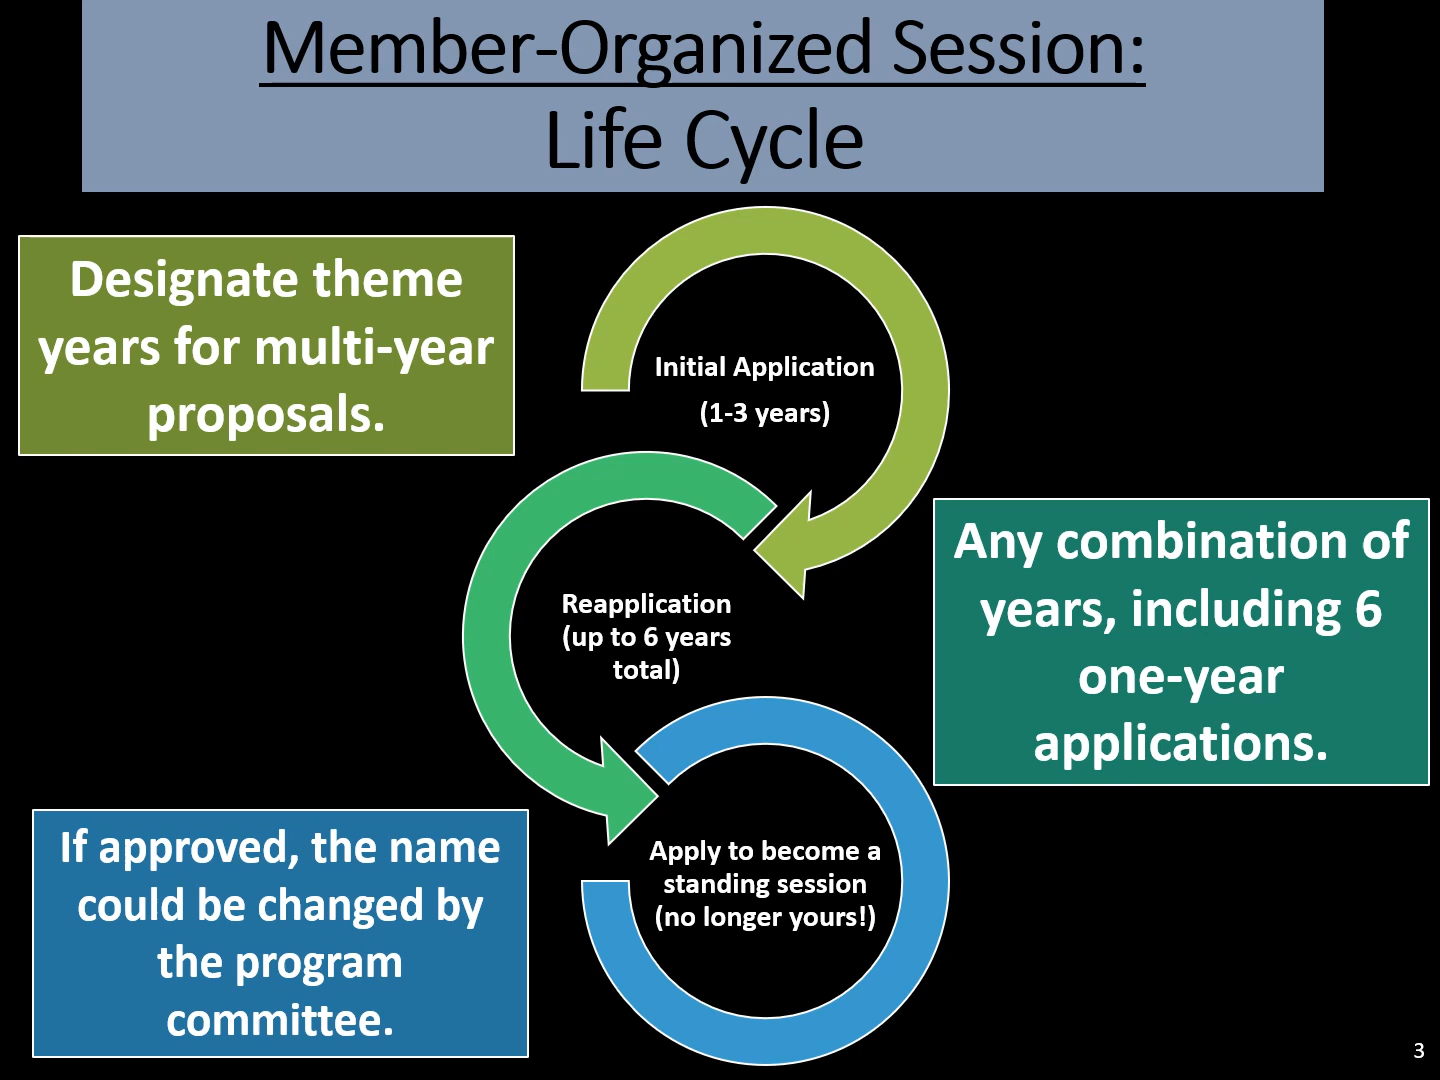 Member-Organized Session:
Life Cycle
Designate theme
years for multi-year
proposals.
Initial Application
(1-3 years)
Any combination of
years, including 6
one-year
applications.
Reapplication
(up to 6 years
total)
If approved, the name
could be changed by
the program
committee.
Apply to become a
standing session
(no longer yours!)
3